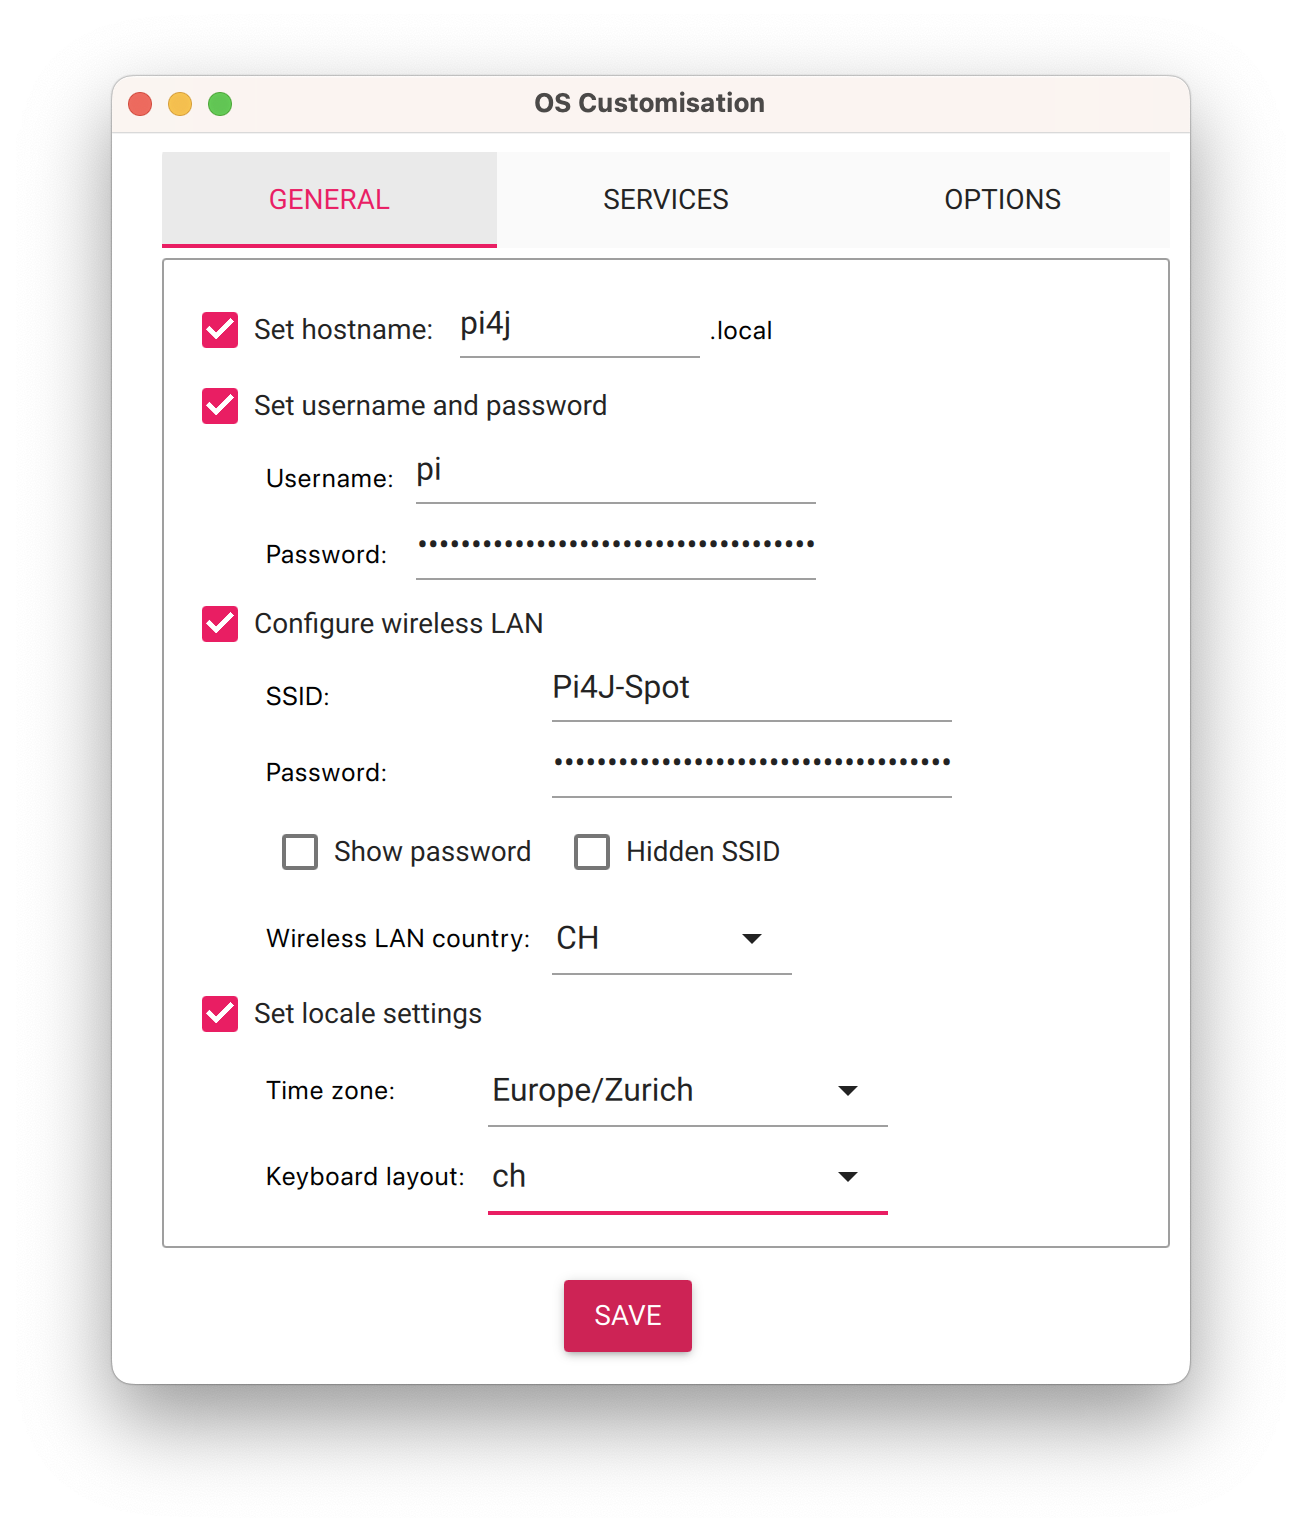 OS Customisation
GENERAL SERVICES OPTIONS
Set hostname: pi4j .local
Set username and password
Username: pi
Password: •••••••••••••••••••••••••••••••••••••
Configure wireless LAN
SSID: Pi4J-Spot
Password: •••••••••••••••••••••••••••••••••••••
Show password Hidden SSID
Wireless LAN country: CH
Set locale settings
Time zone: Europe/Zurich
Keyboard layout: ch
SAVE